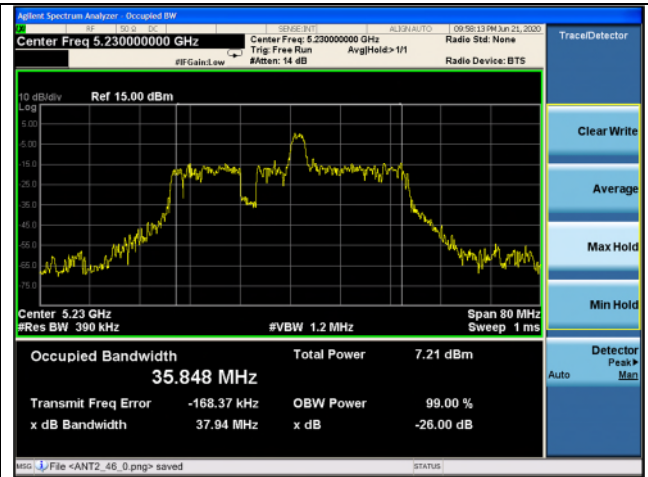 Agilent Spectrum Analyzer - Occupied BW
RF 50 Ω DC SENSE:INT ALIGN AUTO 09:58:13 PM Jun 21, 2020
Center Freq 5.230000000 GHz Center Freq: 5.230000000 GHz Radio Std: None Trace/Detector
Trig: Free Run Avg|Hold:>1/1
#IFGain:Low #Atten: 14 dB Radio Device: BTS
10 dB/div Ref 15.00 dBm
Log
5.00
-5.00
-15.0
-25.0
-35.0
-45.0
-55.0
-65.0
-75.0
Clear Write
Average
Max Hold
Min Hold
Center 5.23 GHz Span 80 MHz
#Res BW 390 kHz #VBW 1.2 MHz Sweep 1 ms
Occupied Bandwidth Total Power 7.21 dBm
35.848 MHz
Transmit Freq Error -168.37 kHz OBW Power 99.00 %
x dB Bandwidth 37.94 MHz x dB -26.00 dB
Detector
Peak▶
Auto Man
MSG File <ANT2_46_0.png> saved STATUS